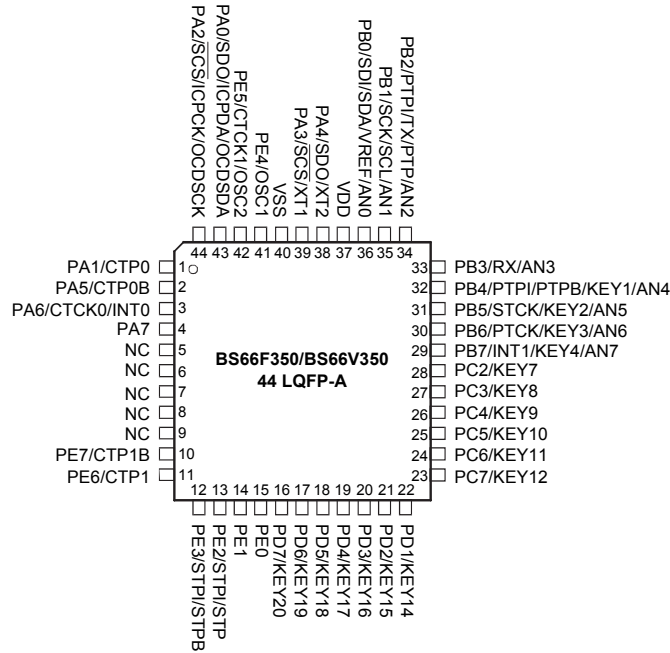 PA2/SCS/ICPCK/OCDSCK
PA0/SDO/ICPDA/OCDSDA
PE5/CTCK1/OSC2
PE4/OSC1
VSS
PA3/SCS/XT1
PA4/SDO/XT2
VDD
PB0/SDI/SDA/VREF/AN0
PB1/SCK/SCL/AN1
PB2/PTPI/TX/PTP/AN2
44 43 42 41 40 39 38 37 36 35 34
PA1/CTP0 1
PA5/CTP0B 2
PA6/CTCK0/INT0 3
PA7 4
NC 5
NC 6
NC 7
NC 8
NC 9
PE7/CTP1B 10
PE6/CTP1 11
BS66F350/BS66V350
44 LQFP-A
33 PB3/RX/AN3
32 PB4/PTPI/PTPB/KEY1/AN4
31 PB5/STCK/KEY2/AN5
30 PB6/PTCK/KEY3/AN6
29 PB7/INT1/KEY4/AN7
28 PC2/KEY7
27 PC3/KEY8
26 PC4/KEY9
25 PC5/KEY10
24 PC6/KEY11
23 PC7/KEY12
12 13 14 15 16 17 18 19 20 21 22
PE3/STPI/STPB
PE2/STPI/STP
PE1
PE0
PD7/KEY20
PD6/KEY19
PD5/KEY18
PD4/KEY17
PD3/KEY16
PD2/KEY15
PD1/KEY14